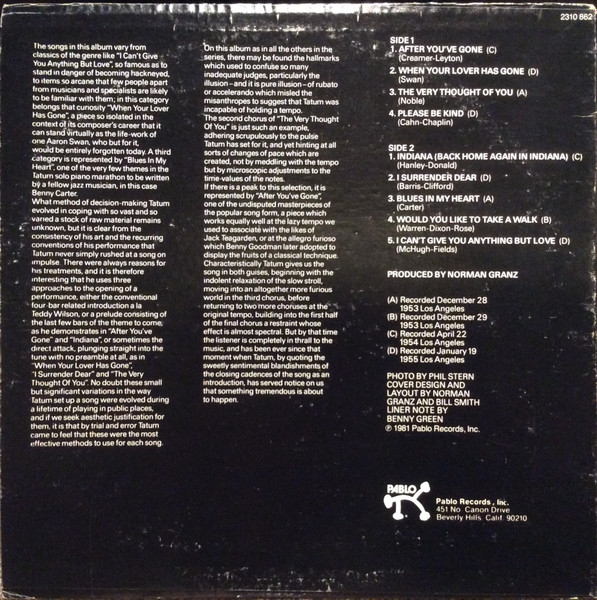 2310 862
The songs in this album vary from
classics of the genre like "I Can't Give
You Anything But Love", so famous as to
stand in danger of becoming hackneyed,
to items so arcane that few people apart
from musicians and specialists are likely
to be familiar with them; in this category
belongs that curiosity "When Your Lover
Has Gone", a piece so isolated in the
context of its composer's career that it
can stand virtually as the life-work of
one Aaron Swan, who but for it,
would be entirely forgotten today. A third
category is represented by "Blues In My
Heart", one of the very few themes in the
Tatum solo piano marathon to be written
by a fellow jazz musician, in this case
Benny Carter.
What method of decision-making Tatum
evolved in coping with so vast and so
varied a stock of raw material remains
unknown, but it is clear from the
consistency of his art and the recurring
conventions of his performance that
Tatum never simply rushed at a song on
impulse. There were always reasons for
his treatments, and it is therefore
interesting that he uses three
approaches to the opening of a
performance, either the conventional
four-bar related introduction a la
Teddy Wilson, or a prelude consisting of
the last few bars of the theme to come,
as he demonstrates in "After You've
Gone" and "Indiana", or sometimes the
direct attack, plunging straight into the
tune with no preamble at all, as in
"When Your Lover Has Gone",
"I Surrender Dear" and "The Very
Thought Of You". No doubt these small
but significant variations in the way
Tatum set up a song were evolved during
a lifetime of playing in public places,
and if we seek aesthetic justification for
them, it is that by trial and error Tatum
came to feel that these were the most
effective methods to use for each song.
On this album as in all the others in the
series, there may be found the hallmarks
which used to confuse so many
inadequate judges, particularly the
illusion-and it is pure illusion-of rubato
or accelerando which misled the
misanthropes to suggest that Tatum was
incapable of holding a tempo.
The second chorus of "The Very Thought
Of You" is just such an example,
adhering scrupulously to the pulse
Tatum has set for it, and yet hinting at all
sorts of changes of pace which are
created, not by meddling with the tempo
but by microscopic adjustments to the
time-values of the notes.
If there is a peak to this selection, it is
represented by "After You've Gone",
one of the undisputed masterpieces of
the popular song form, a piece which
works equally well at the lazy tempo we
used to associate with the likes of
Jack Teagarden, or at the allegro furioso
which Benny Goodman later adopted to
display the fruits of a classical technique.
Characteristically Tatum gives us the
song in both guises, beginning with the
indolent relaxation of the slow stroll,
moving into an altogether more furious
world in the third chorus, before
returning to two more choruses at the
original tempo, building into the first half
of the final chorus a restraint whose
effect is almost spectral. But by that time
the listener is completely in thrall to the
music, and has been ever since that
moment when Tatum, by quoting the
sweetly sentimental blandishments of
the closing cadences of the song as an
introduction, has served notice on us
that something tremendous is about
to happen.
SIDE 1
1. AFTER YOU'VE GONE (C)
(Creamer-Leyton)
2. WHEN YOUR LOVER HAS GONE (D)
(Swan)
3. THE VERY THOUGHT OF YOU (A)
(Noble)
4. PLEASE BE KIND (D)
(Cahn-Chaplin)
SIDE 2
1. INDIANA (BACK HOME AGAIN IN INDIANA) (C)
(Hanley-Donald)
2. I SURRENDER DEAR (D)
(Barris-Clifford)
3. BLUES IN MY HEART (A)
(Carter)
4. WOULD YOU LIKE TO TAKE A WALK (B)
(Warren-Dixon-Rose)
5. I CAN'T GIVE YOU ANYTHING BUT LOVE (D)
(McHugh-Fields)
PRODUCED BY NORMAN GRANZ
(A) Recorded December 28
1953 Los Angeles
(B) Recorded December 29
1953 Los Angeles
(C) Recorded April 22
1954 Los Angeles
(D) Recorded January 19
1955 Los Angeles
PHOTO BY PHIL STERN
COVER DESIGN AND
LAYOUT BY NORMAN
GRANZ AND BILL SMITH
LINER NOTE BY
BENNY GREEN
℗ 1981 Pablo Records, Inc.
PABLO
Pablo Records, Inc.
451 No. Canon Drive
Beverly Hills Calif. 90210